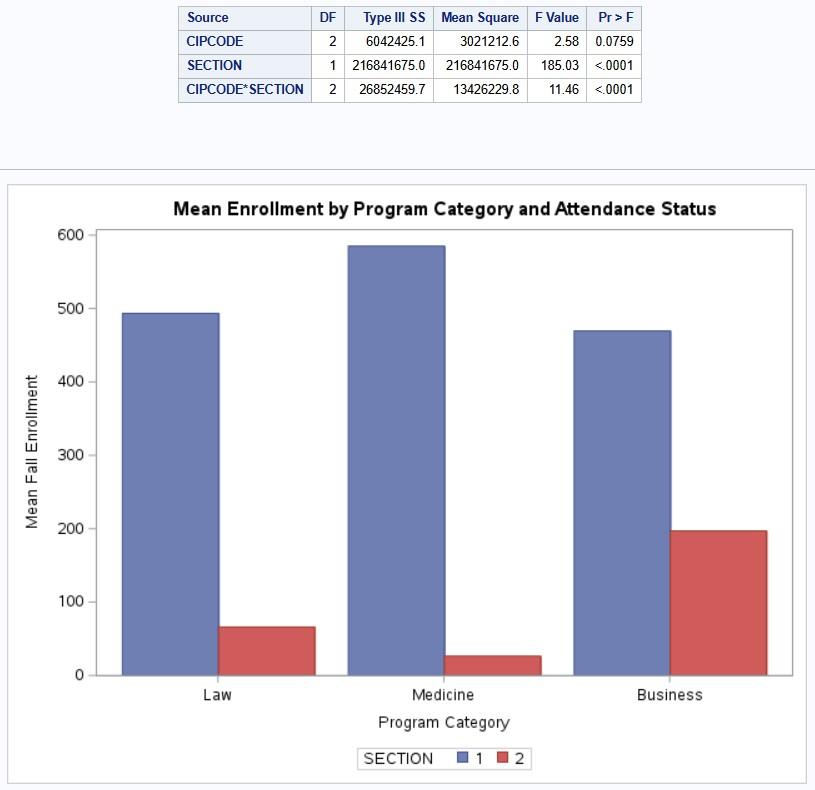 Source DF Type III SS Mean Square F Value Pr > F
CIPCODE 2 6042425.1 3021212.6 2.58 0.0759
SECTION 1 216841675.0 216841675.0 185.03 <.0001
CIPCODE*SECTION 2 26852459.7 13426229.8 11.46 <.0001
Mean Enrollment by Program Category and Attendance Status
Mean Fall Enrollment
600
500
400
300
200
100
0
Law Medicine Business
Program Category
SECTION 1 2